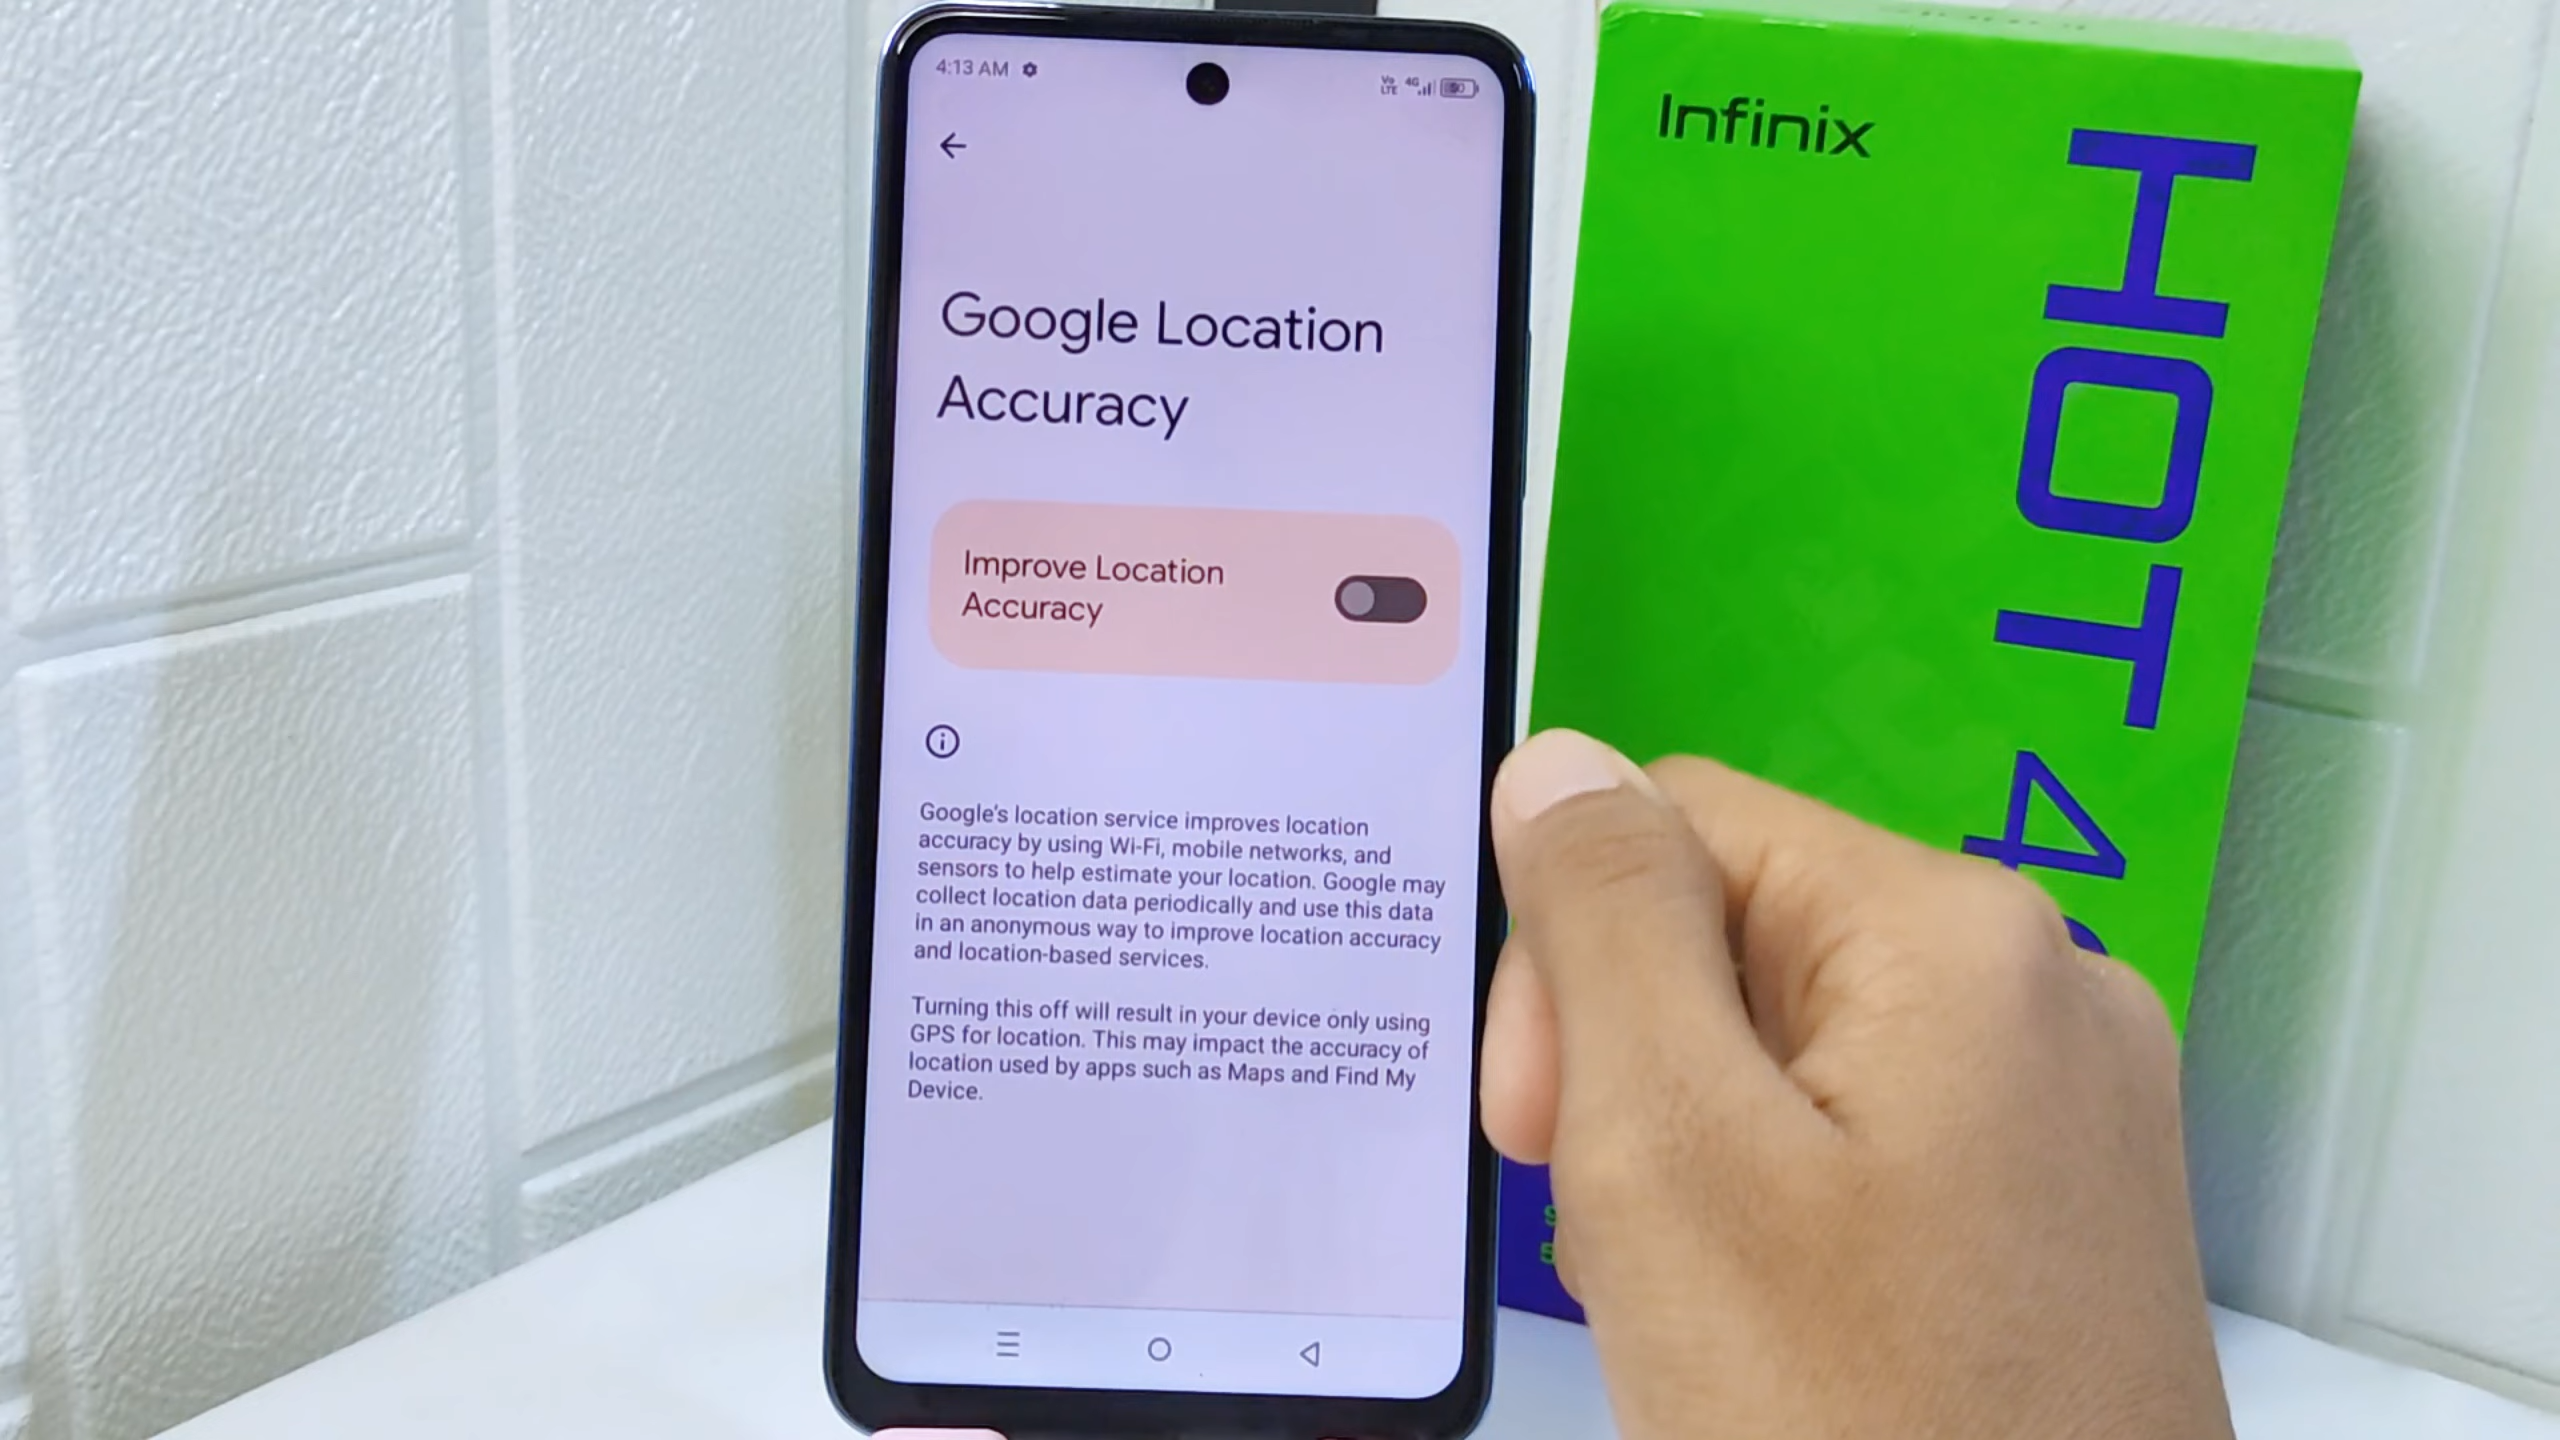 4:13 AM
Vo
LTE
4G
Google Location
Accuracy
Improve Location
Accuracy
Google's location service improves location
accuracy by using Wi-Fi, mobile networks, and
sensors to help estimate your location. Google may
collect location data periodically and use this data
in an anonymous way to improve location accuracy
and location-based services.
Turning this off will result in your device only using
GPS for location. This may impact the accuracy of
location used by apps such as Maps and Find My
Device.
Infinix
HOT 4